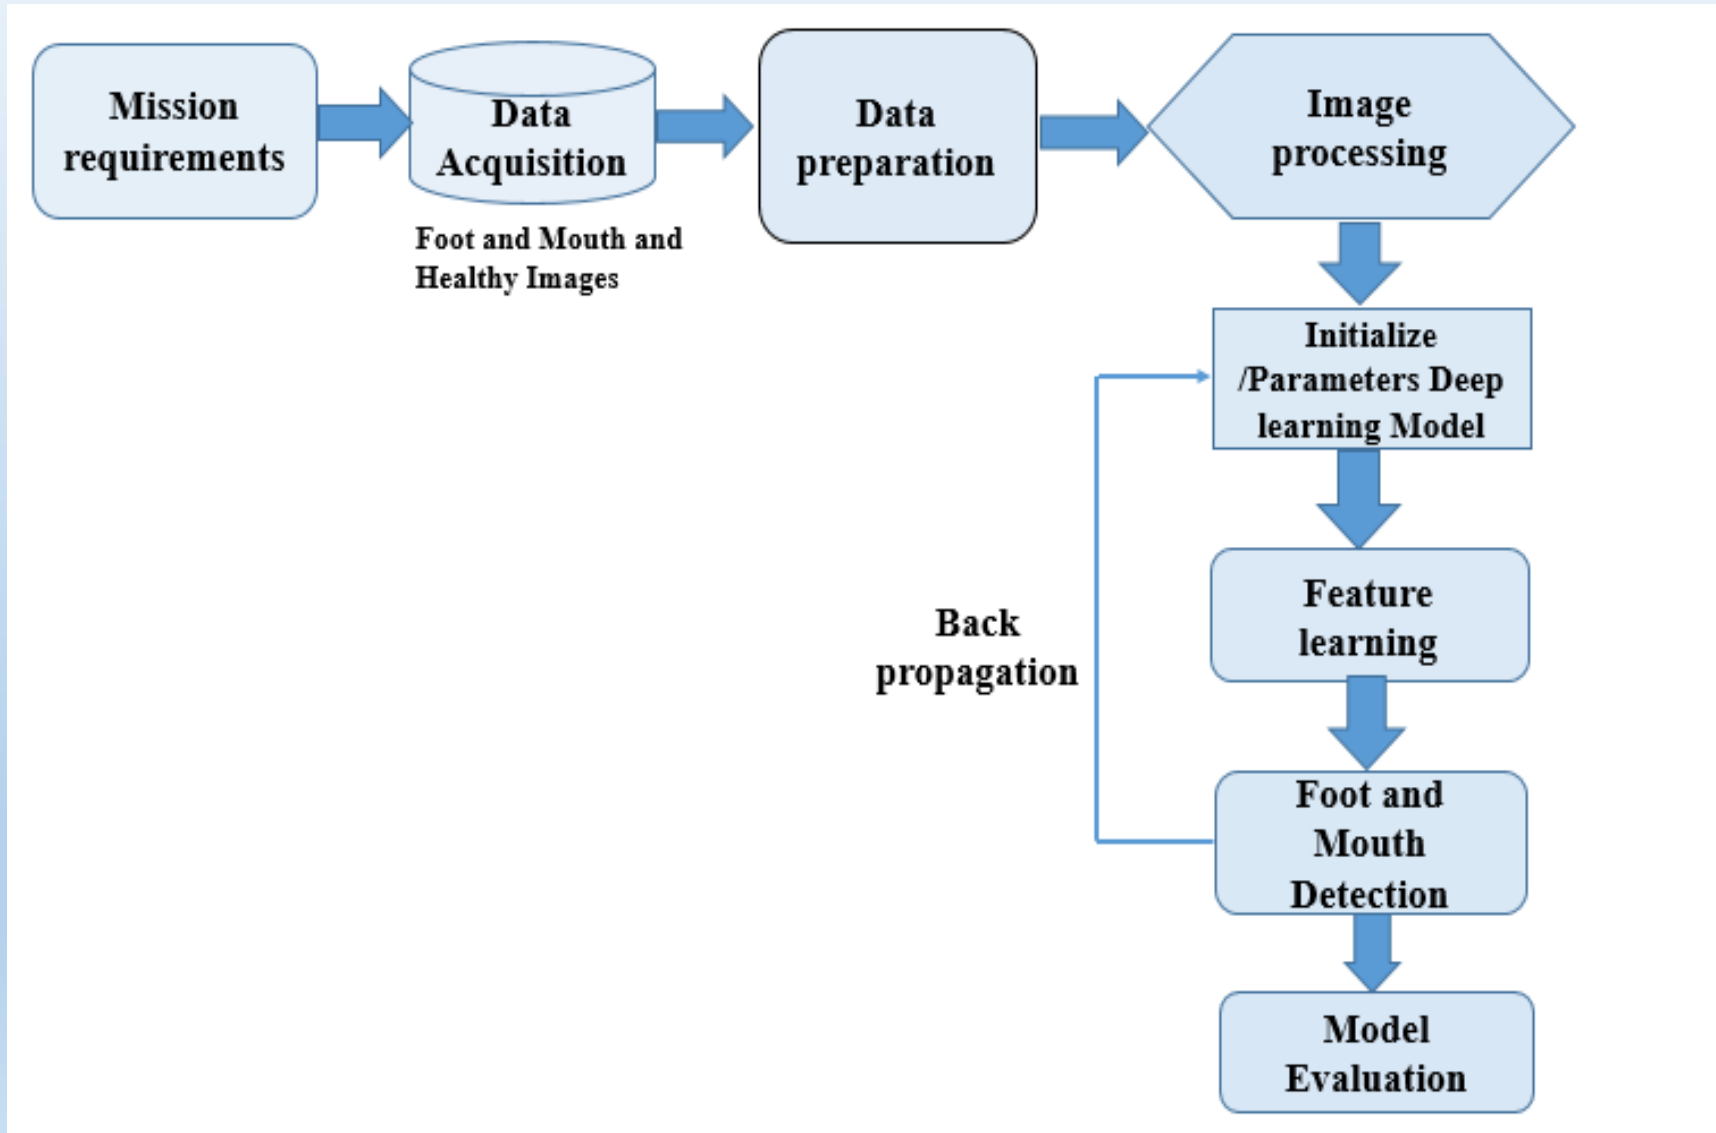 Mission
requirements
Data
Acquisition
Foot and Mouth and
Healthy Images
Data
preparation
Image
processing
Initialize
/Parameters Deep
learning Model
Feature
learning
Back
propagation
Foot and
Mouth
Detection
Model
Evaluation